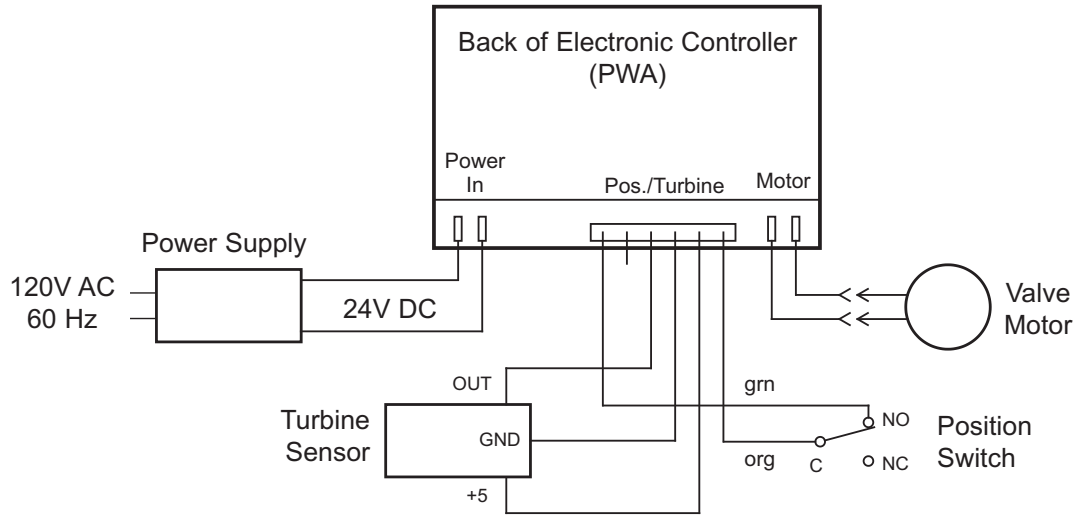 Back of Electronic Controller
(PWA)
Power
In
Pos./Turbine
Motor
Power Supply
120V AC
60 Hz
24V DC
Valve
Motor
OUT
grn
Turbine
Sensor
GND
NO
Position
Switch
org
C
NC
+5